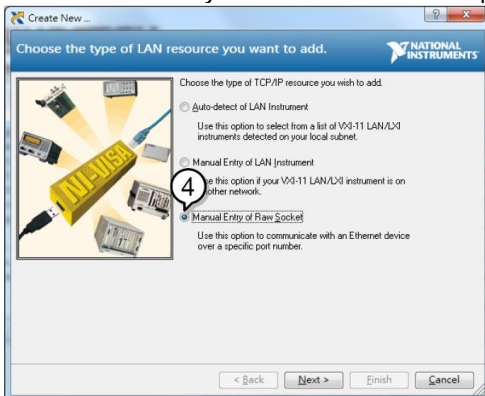 Create New ...
Choose the type of LAN resource you want to add.
NATIONAL
INSTRUMENTS
Choose the type of TCP/IP resource you wish to add.
Auto-detect of LAN Instrument
Use this option to select from a list of VXI-11 LAN/LXI
instruments detected on your local subnet.
Manual Entry of LAN Instrument
this option if your VXI-11 LAN/LXI instrument is on
other network.
4
Manual Entry of Raw Socket
Use this option to communicate with an Ethernet device
over a specific port number.
NI-VISA
< Back
Next >
Finish
Cancel